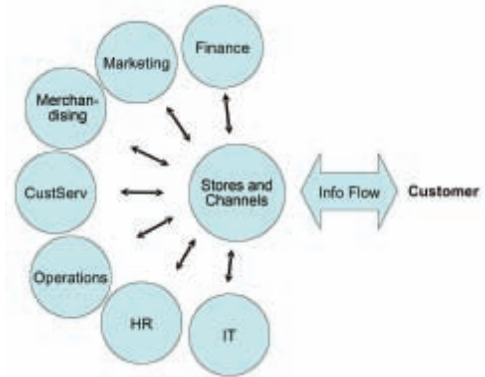 Finance
Marketing
Merchan-
dising
CustServ
Stores and
Channels
Info Flow
Customer
Operations
HR
IT